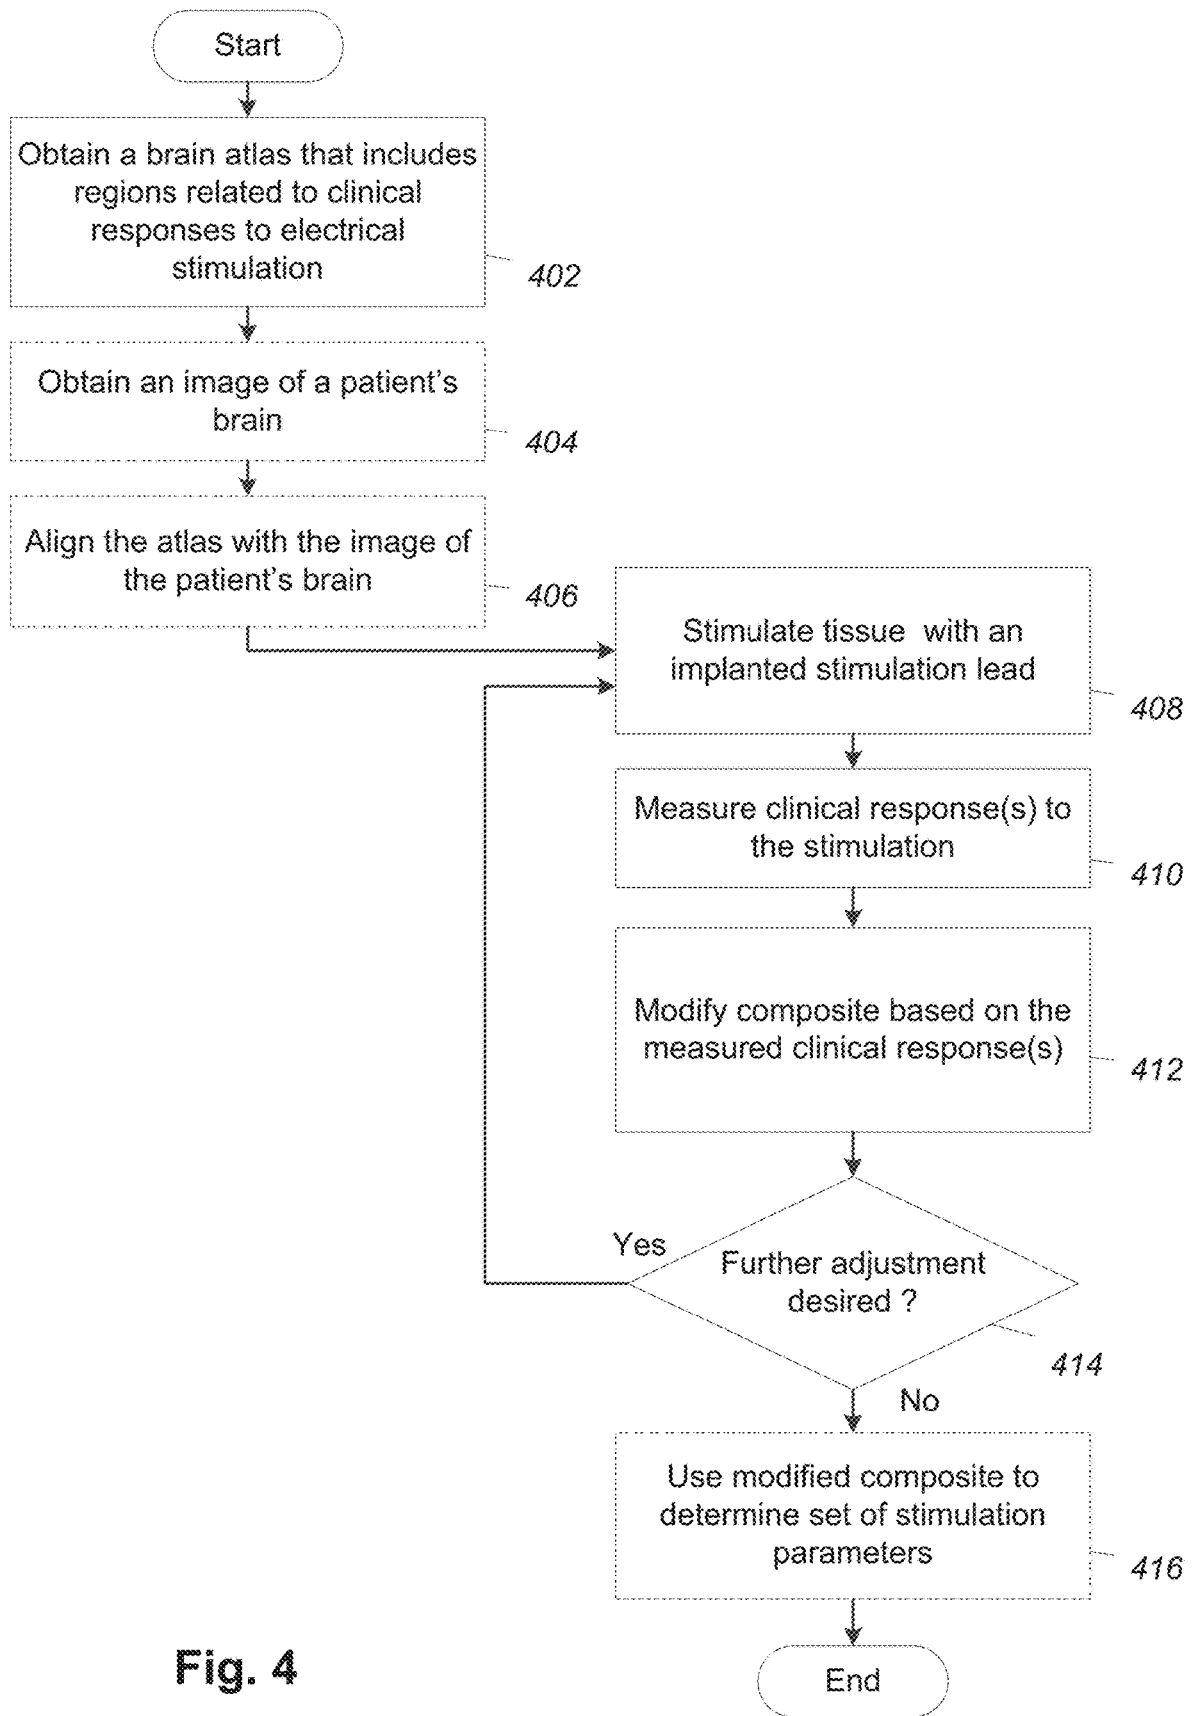 Start
Obtain a brain atlas that includes
regions related to clinical
responses to electrical
stimulation
402
Obtain an image of a patient's
brain
404
Align the atlas with the image of
the patient's brain
406
Stimulate tissue with an
implanted stimulation lead
408
Measure clinical response(s) to
the stimulation
410
Modify composite based on the
measured clinical response(s)
412
Yes
Further adjustment
desired ?
414
No
Use modified composite to
determine set of stimulation
parameters
416
End
Fig. 4